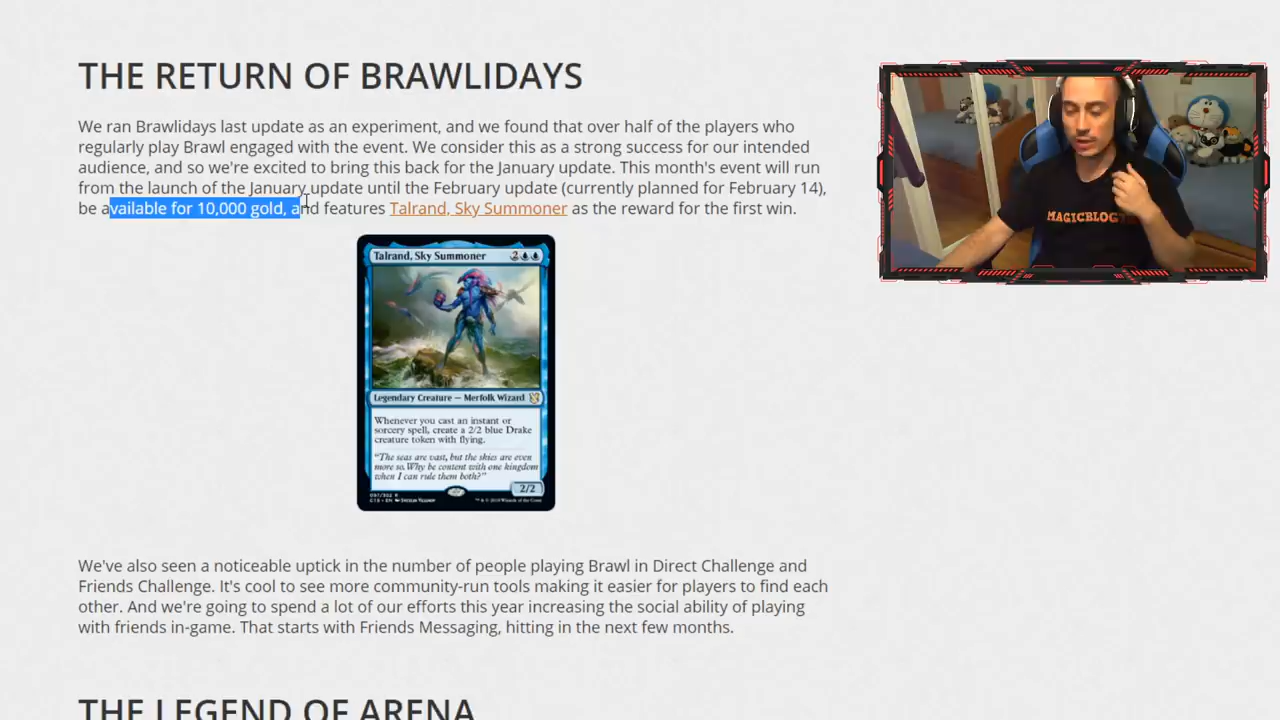 THE RETURN OF BRAWLIDAYS
We ran Brawlidays last update as an experiment, and we found that over half of the players who
regularly play Brawl engaged with the event. We consider this as a strong success for our intended
audience, and so we're excited to bring this back for the January update. This month's event will run
from the launch of the January update until the February update (currently planned for February 14),
be available for 10,000 gold, and features Talrand, Sky Summoner as the reward for the first win.
MAGICBLOG
Talrand, Sky Summoner 2
Legendary Creature — Merfolk Wizard
Whenever you cast an instant or
sorcery spell, create a 2/2 blue Drake
creature token with flying.
"The seas are vast, but the skies are even
more so. Why be content with one kingdom
when I can rule them both?"
2/2
We've also seen a noticeable uptick in the number of people playing Brawl in Direct Challenge and
Friends Challenge. It's cool to see more community-run tools making it easier for players to find each
other. And we're going to spend a lot of our efforts this year increasing the social ability of playing
with friends in-game. That starts with Friends Messaging, hitting in the next few months.
THE LEGEND OF ARENA